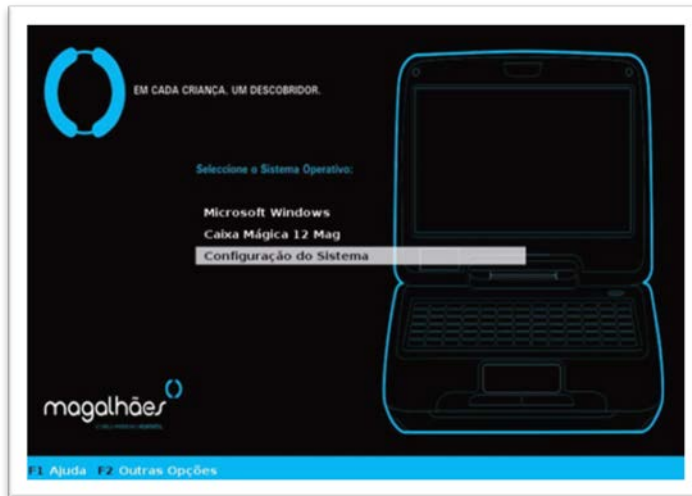 EM CADA CRIANÇA, UM DESCOBRIDOR.
Seleccione o Sistema Operativo:
Microsoft Windows
Caixa Mágica 12 Mag
Configuração do Sistema
magalhães
F1 Ajuda F2 Outras Opções